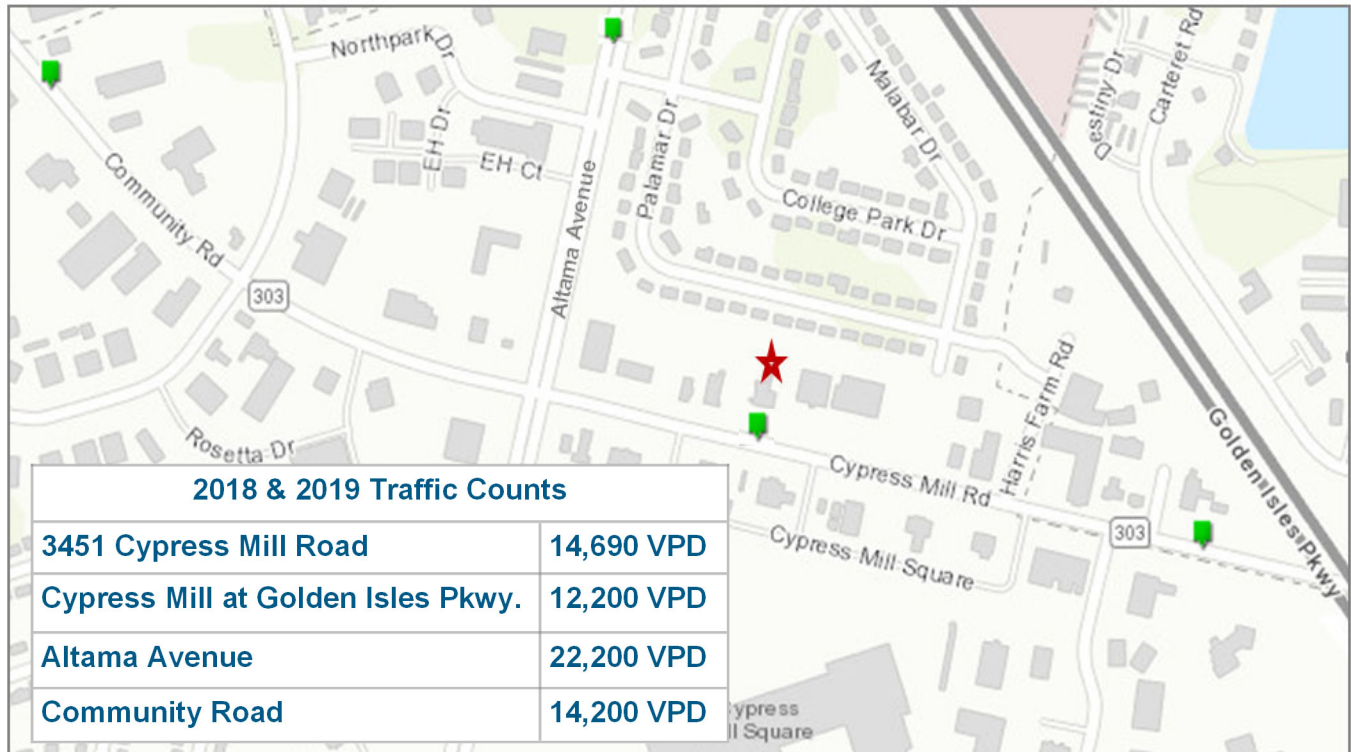 Northpark Dr
Malabar Dr
Destiny Dr
Carteret Rd
EH Dr
EH Ct
Palamar Dr
Community Rd
Altama Avenue
College Park Dr
303
Harris Farm Rd
Golden Isles Pkwy
Rosetta Dr
Cypress Mill Rd
303
Cypress Mill Square
2018 & 2019 Traffic Counts
3451 Cypress Mill Road 14,690 VPD
Cypress Mill at Golden Isles Pkwy. 12,200 VPD
Altama Avenue 22,200 VPD
Community Road 14,200 VPD
ypress
ll Square